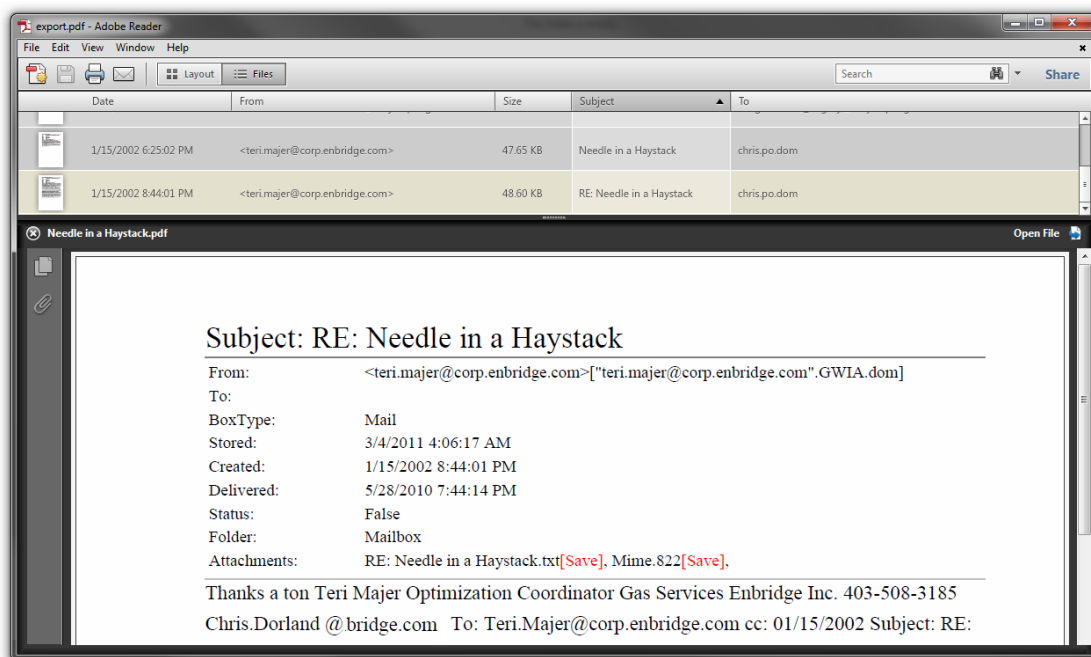 export.pdf - Adobe Reader
File Edit View Window Help
Layout Files Search Share
Date From Size Subject To
1/15/2002 6:25:02 PM <teri.majer@corp.enbridge.com> 47.65 KB Needle in a Haystack chris.po.dom
1/15/2002 8:44:01 PM <teri.majer@corp.enbridge.com> 48.60 KB RE: Needle in a Haystack chris.po.dom
Needle in a Haystack.pdf Open File
Subject: RE: Needle in a Haystack
From: <teri.majer@corp.enbridge.com>["teri.majer@corp.enbridge.com".GWIA.dom]
To:
BoxType: Mail
Stored: 3/4/2011 4:06:17 AM
Created: 1/15/2002 8:44:01 PM
Delivered: 5/28/2010 7:44:14 PM
Status: False
Folder: Mailbox
Attachments: RE: Needle in a Haystack.txt[Save], Mime.822[Save],
Thanks a ton Teri Majer Optimization Coordinator Gas Services Enbridge Inc. 403-508-3185
Chris.Dorland @.bridge.com To: Teri.Majer@corp.enbridge.com cc: 01/15/2002 Subject: RE: